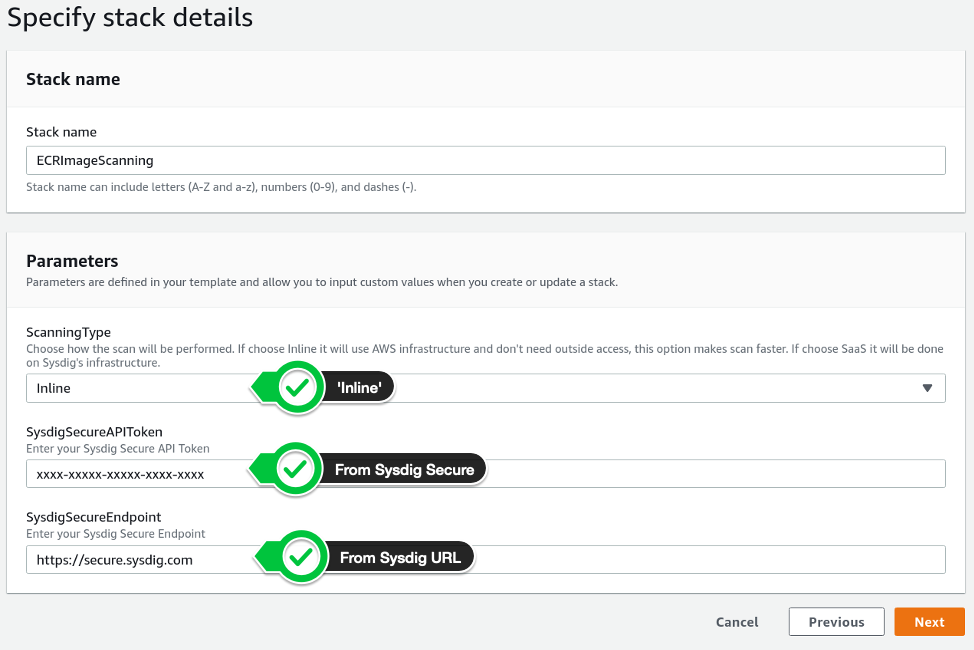 Specify stack details
Stack name
Stack name
ECRImageScanning
Stack name can include letters (A-Z and a-z), numbers (0-9), and dashes (-).
Parameters
Parameters are defined in your template and allow you to input custom values when you create or update a stack.
ScanningType
Choose how the scan will be performed. If choose Inline it will use AWS infrastructure and don't need outside access, this option makes scan faster. If choose SaaS it will be done
on Sysdig's infrastructure.
Inline 'Inline'
SysdigSecureAPIToken
Enter your Sysdig Secure API Token
xxxx-xxxxx-xxxxx-xxxx-xxxx From Sysdig Secure
SysdigSecureEndpoint
Enter your Sysdig Secure Endpoint
https://secure.sysdig.com From Sysdig URL
Cancel Previous Next